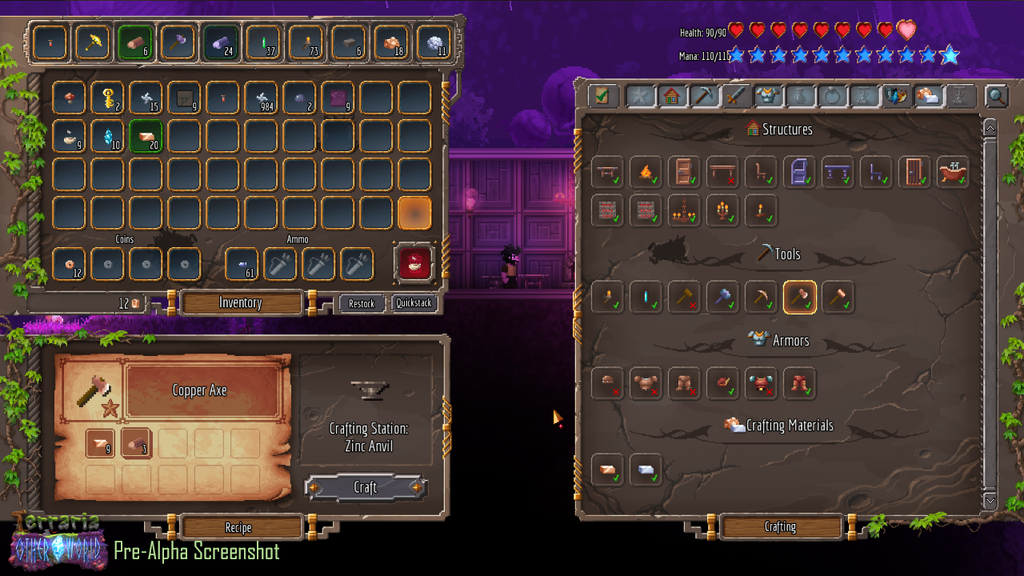 6
24
37
73
6
18
11
Health: 90/90
Mana: 110/110
2
15
9
984
2
9
9
10
20
Coins
Ammo
12
61
12
Inventory
Restock
Quickstack
Structures
Tools
Armors
Crafting Materials
Crafting
Copper Axe
9
3
Crafting Station:
Zinc Anvil
Craft
Recipe
Terraria
OTHERWORLD
Pre-Alpha Screenshot